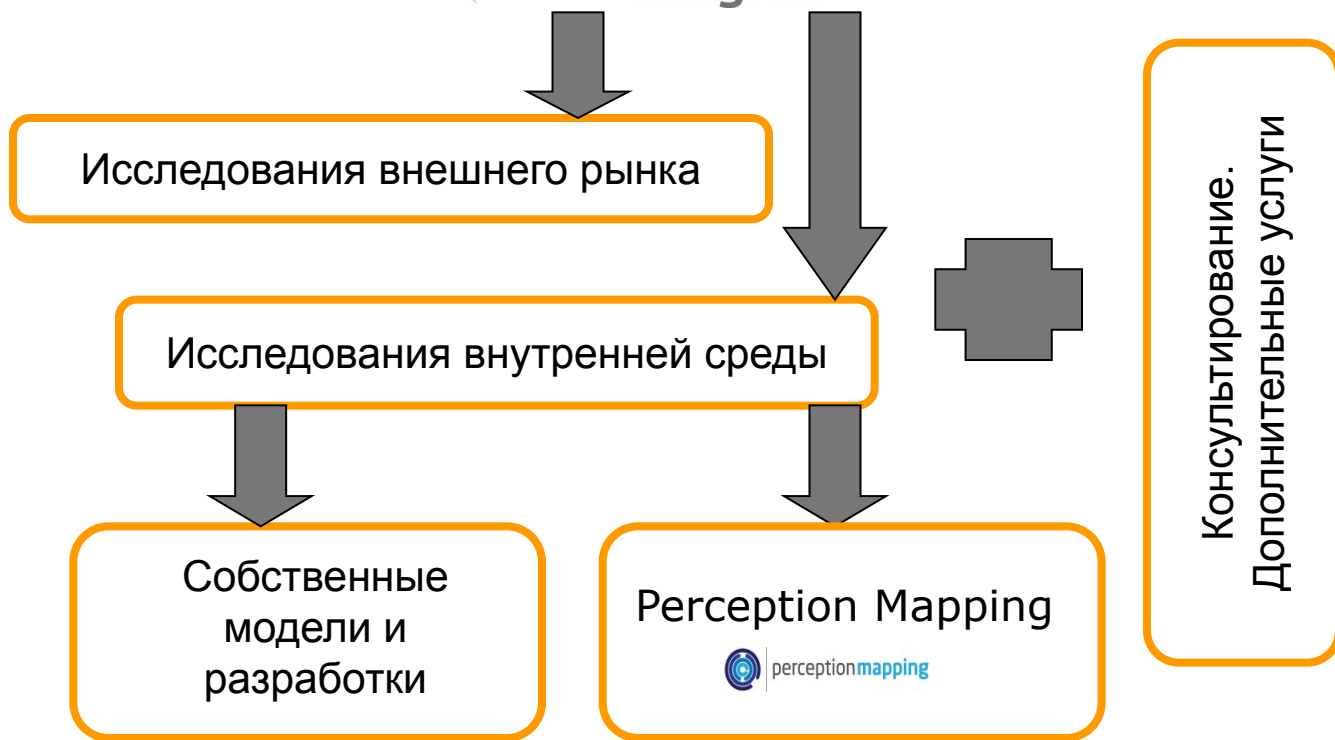 Исследования внешнего рынка
Исследования внутренней среды
Собственные
модели и
разработки
Perception Mapping
perceptionmapping
Консультирование.
Дополнительные услуги